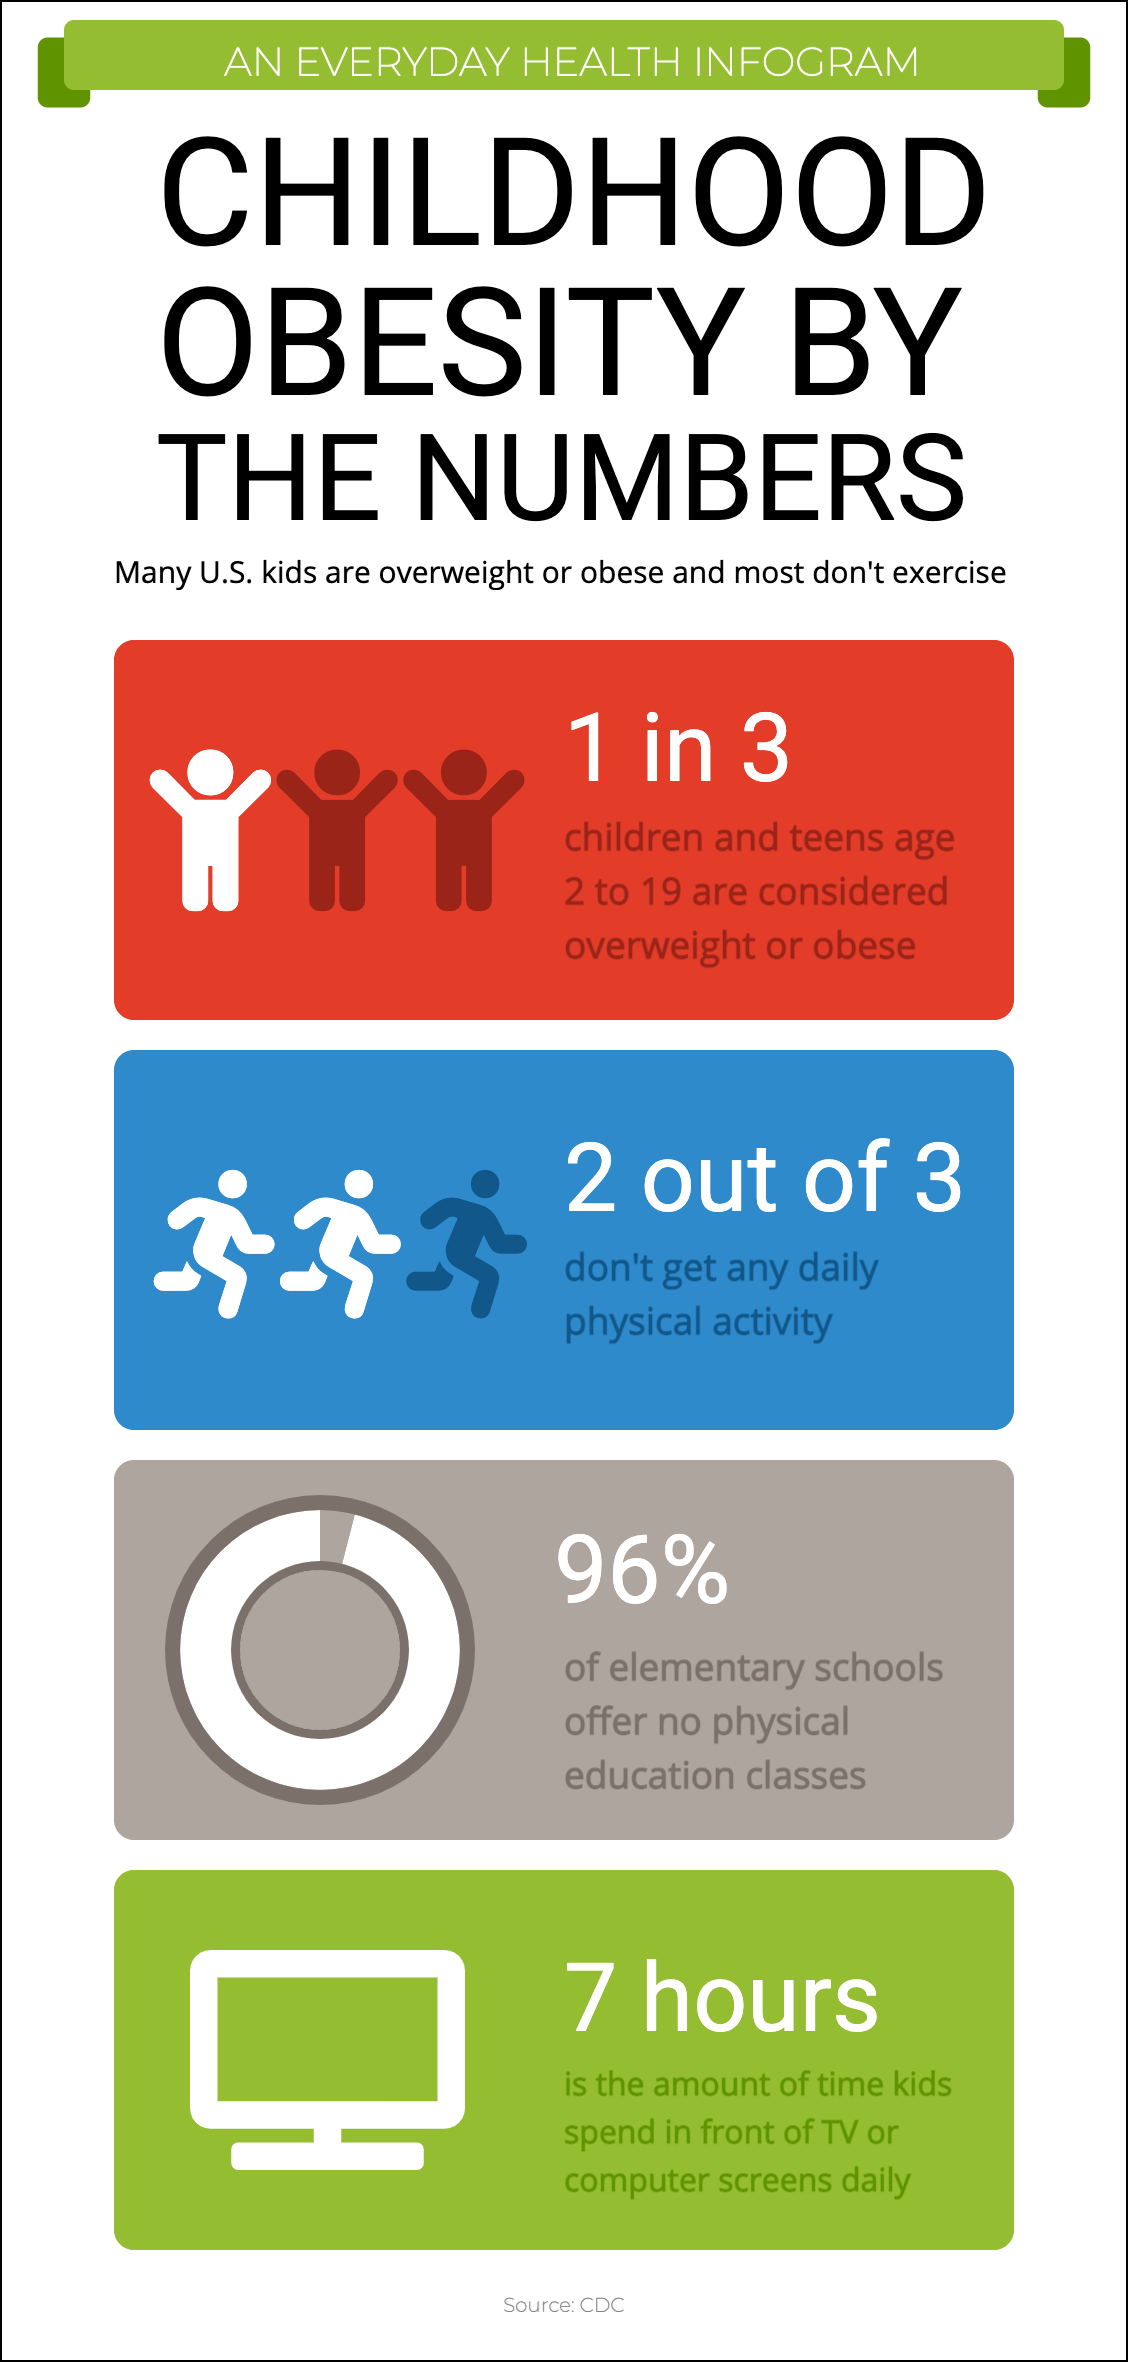 AN EVERYDAY HEALTH INFOGRAM
CHILDHOOD
OBESITY BY
THE NUMBERS
Many U.S. kids are overweight or obese and most don't exercise
1 in 3
children and teens age
2 to 19 are considered
overweight or obese
2 out of 3
don't get any daily
physical activity
96%
of elementary schools
offer no physical
education classes
7 hours
is the amount of time kids
spend in front of TV or
computer screens daily
Source: CDC